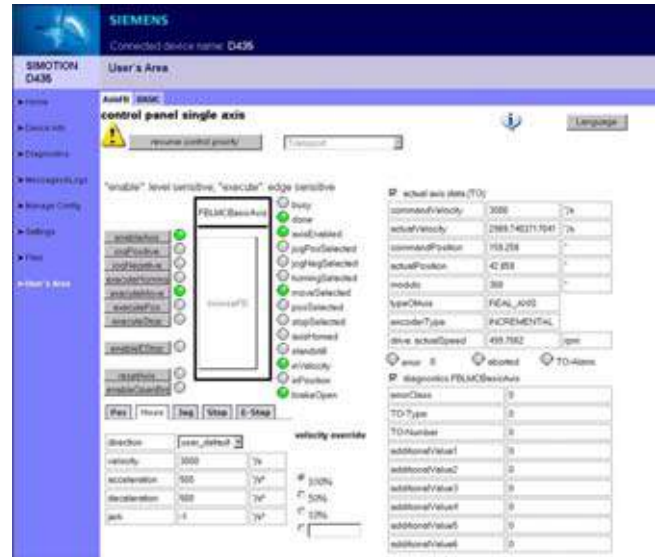 SIEMENS
Connected device name: D435
SIMOTION
D435
User's Area
Home
Device Info
Diagnostics
Messages&Logs
Manage Config
Settings
Files
User's Area
AxisFB BASIC
control panel single axis
resume control priority
Transport
Language
"enable": level sensitive, "execute": edge sensitive
FBLMCBasicAxis
enableAxis
jogPositive
jogNegative
executeHoming
executeMove
executePos
executeStop
enableEStop
resetAxis
busy
done
axisEnabled
jogPosSelected
jogNegSelected
homingSelected
moveSelected
posSelected
stopSelected
axisHomed
standstill
inVelocity
inPosition
brakeOpen
Pos Move Jog Stop E-Stop
direction user_default
velocity 3000 °/s
acceleration 500 °/s²
deceleration 500 °/s²
jerk -1
velocity override
100%
50%
10%
actual axis data (TO)
commandVelocity 3000 °/s
actualVelocity °/s
commandPosition °
actualPosition °
modulo 360 °
typeOfAxis REAL_AXIS
encoderType INCREMENTAL
drive actualSpeed rpm
error 0 aborted TO-Alarm
diagnostics FBLMCBasicAxis
errorClass 0
TO-Type 0
TO-Number 0
additionalValue1 0
additionalValue2 0
additionalValue3 0
additionalValue4 0
additionalValue5 0
additionalValue6 0